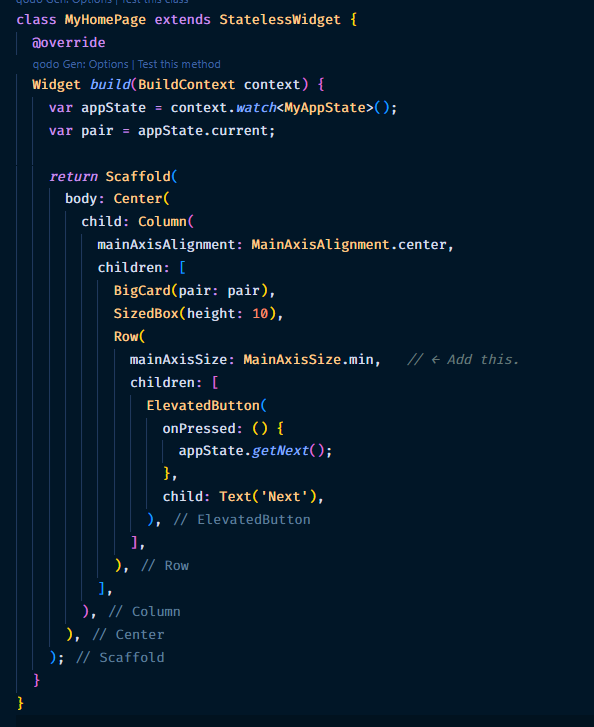 qodo Gen: Options | Test this class
class MyHomePage extends StatelessWidget {
  @override
  qodo Gen: Options | Test this method
  Widget build(BuildContext context) {
    var appState = context.watch<MyAppState>();
    var pair = appState.current;

    return Scaffold(
      body: Center(
        child: Column(
          mainAxisAlignment: MainAxisAlignment.center,
          children: [
            BigCard(pair: pair),
            SizedBox(height: 10),
            Row(
              mainAxisSize: MainAxisSize.min,   // ← Add this.
              children: [
                ElevatedButton(
                  onPressed: () {
                    appState.getNext();
                  },
                  child: Text('Next'),
                ), // ElevatedButton
              ],
            ), // Row
          ],
        ), // Column
      ), // Center
    ); // Scaffold
  }
}